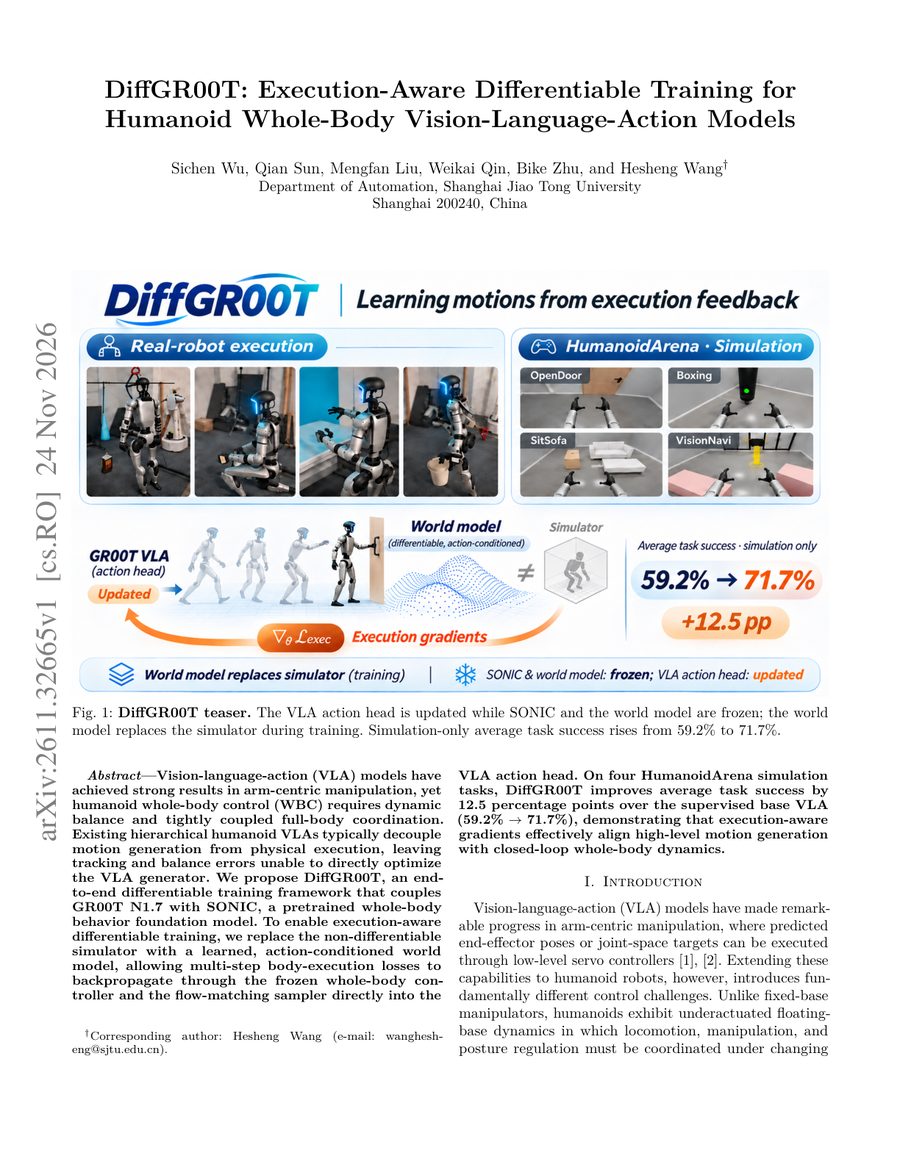 DiffGR00T: Execution-Aware Differentiable Training for
Humanoid Whole-Body Vision-Language-Action Models
Sichen Wu, Qian Sun, Mengfan Liu, Weikai Qin, Bike Zhu, and Hesheng Wang†
Department of Automation, Shanghai Jiao Tong University
Shanghai 200240, China
arXiv:2611.32665v1 [cs.RO] 24 Nov 2026
DiffGR00T
Learning motions from execution feedback
Real-robot execution
HumanoidArena · Simulation
OpenDoor
Boxing
SitSofa
VisionNavi
GR00T VLA
(action head)
Updated
World model
(differentiable, action-conditioned)
≠
Simulator
∇θ ℒexec
Execution gradients
Average task success · simulation only
59.2% → 71.7%
+12.5 pp
World model replaces simulator (training)
SONIC & world model: frozen; VLA action head: updated
Fig. 1: DiffGR00T teaser. The VLA action head is updated while SONIC and the world model are frozen; the world
model replaces the simulator during training. Simulation-only average task success rises from 59.2% to 71.7%.
Abstract—Vision-language-action (VLA) models have
achieved strong results in arm-centric manipulation, yet
humanoid whole-body control (WBC) requires dynamic
balance and tightly coupled full-body coordination.
Existing hierarchical humanoid VLAs typically decouple
motion generation from physical execution, leaving
tracking and balance errors unable to directly optimize
the VLA generator. We propose DiffGR00T, an end-
to-end differentiable training framework that couples
GR00T N1.7 with SONIC, a pretrained whole-body
behavior foundation model. To enable execution-aware
differentiable training, we replace the non-differentiable
simulator with a learned, action-conditioned world
model, allowing multi-step body-execution losses to
backpropagate through the frozen whole-body con-
troller and the flow-matching sampler directly into the
†Corresponding author: Hesheng Wang (e-mail: wanghesh-
eng@sjtu.edu.cn).
VLA action head. On four HumanoidArena simulation
tasks, DiffGR00T improves average task success by
12.5 percentage points over the supervised base VLA
(59.2% → 71.7%), demonstrating that execution-aware
gradients effectively align high-level motion generation
with closed-loop whole-body dynamics.
I. Introduction
Vision-language-action (VLA) models have made remark-
able progress in arm-centric manipulation, where predicted
end-effector poses or joint-space targets can be executed
through low-level servo controllers [1], [2]. Extending these
capabilities to humanoid robots, however, introduces fun-
damentally different control challenges. Unlike fixed-base
manipulators, humanoids exhibit underactuated floating-
base dynamics in which locomotion, manipulation, and
posture regulation must be coordinated under changing